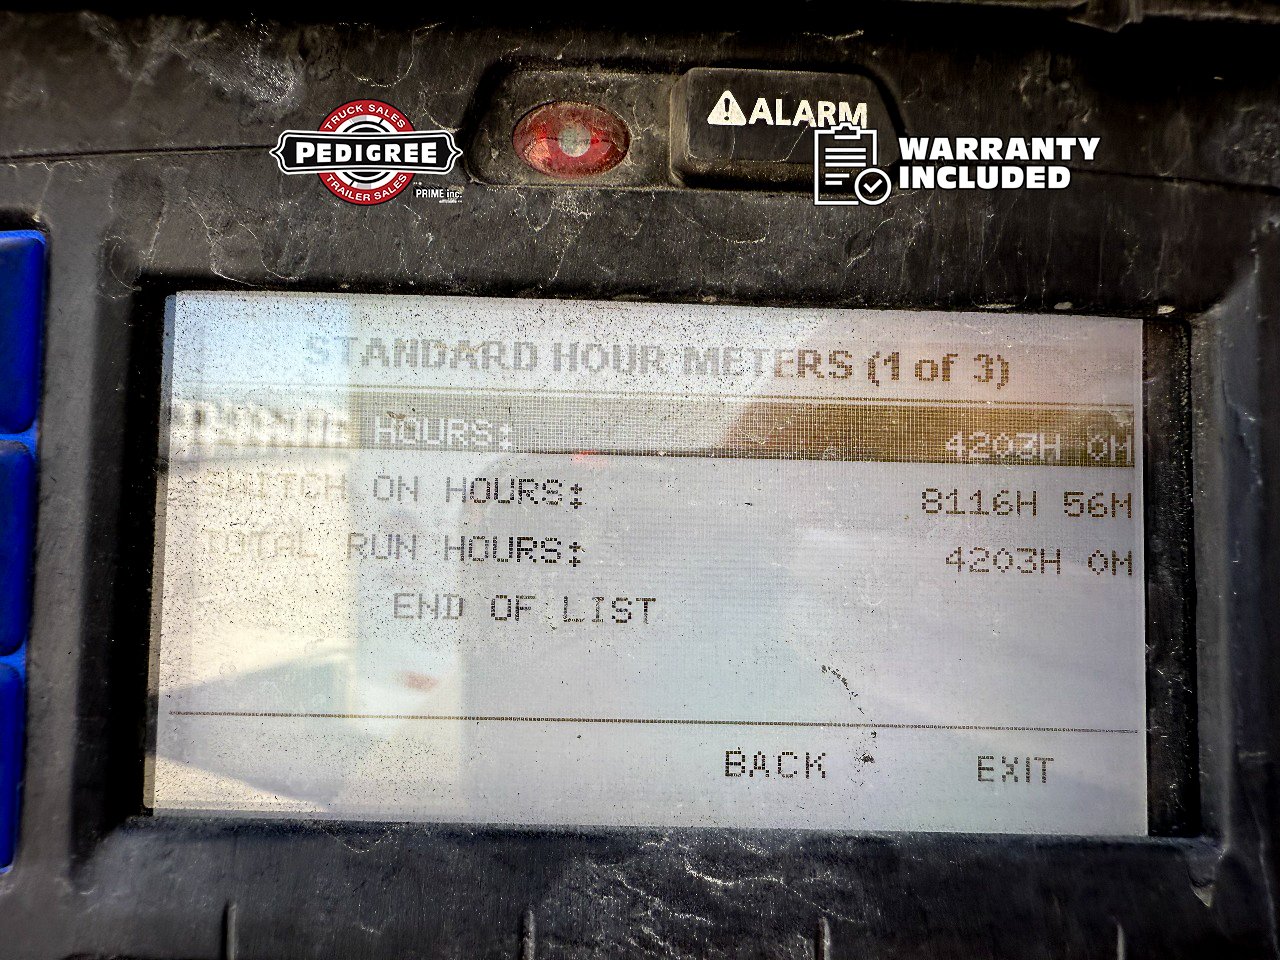 ALARM
TRUCK SALES
PEDIGREE
TRAILER SALES
PRIME inc.
WARRANTY
INCLUDED
STANDARD HOUR METERS (1 of 3)
HOURS: 4203H 0M
SWITCH ON HOURS: 8116H 56M
TOTAL RUN HOURS: 4203H 0M
END OF LIST
BACK EXIT